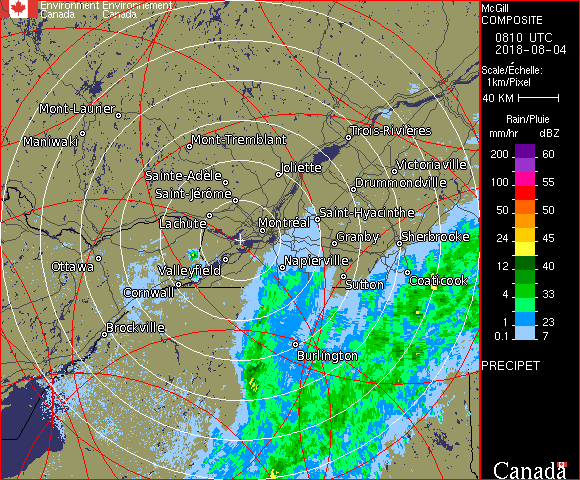 Environment Environnement
Canada Canada
McGill
COMPOSITE
0810 UTC
2018-08-04
Scale/Échelle:
1km/Pixel
40 KM
Rain/Pluie
mm/hr dBZ
200 60
100 55
50 50
24 45
12 40
4 33
1 23
0.1 7
PRECIPET
Canada
Mont-Laurier
Maniwaki
Mont-Tremblant
Trois-Rivières
Sainte-Adèle
Joliette
Victoriaville
Saint-Jérôme
Drummondville
Lachute
Montréal
Saint-Hyacinthe
Granby
Sherbrooke
Ottawa
Valleyfield
Napierville
Cornwall
Sutton
Coaticook
Brockville
Burlington